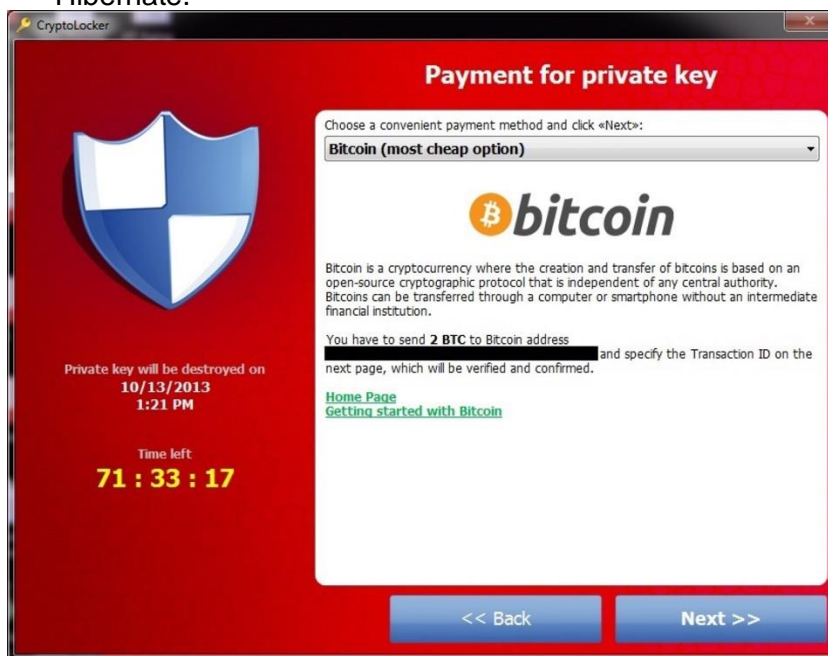 Hibernate.
CryptoLocker
Payment for private key
Choose a convenient payment method and click «Next»:
Bitcoin (most cheap option)
bitcoin
Bitcoin is a cryptocurrency where the creation and transfer of bitcoins is based on an
open-source cryptographic protocol that is independent of any central authority.
Bitcoins can be transferred through a computer or smartphone without an intermediate
financial institution.
You have to send 2 BTC to Bitcoin address
and specify the Transaction ID on the
next page, which will be verified and confirmed.
Home Page
Getting started with Bitcoin
Private key will be destroyed on
10/13/2013
1:21 PM
Time left
71 : 33 : 17
<< Back
Next >>